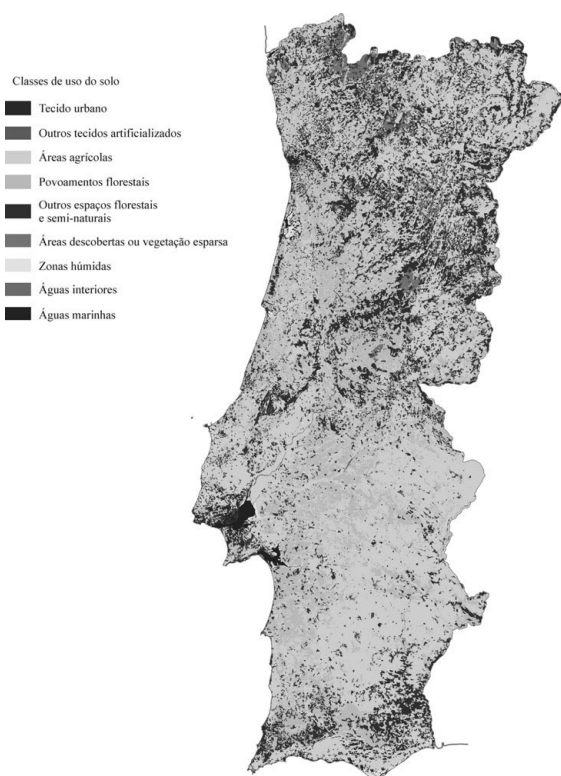 Classes de uso do solo
Tecido urbano
Outros tecidos artificializados
Áreas agrícolas
Povoamentos florestais
Outros espaços florestais
e semi-naturais
Áreas descobertas ou vegetação esparsa
Zonas húmidas
Águas interiores
Águas marinhas